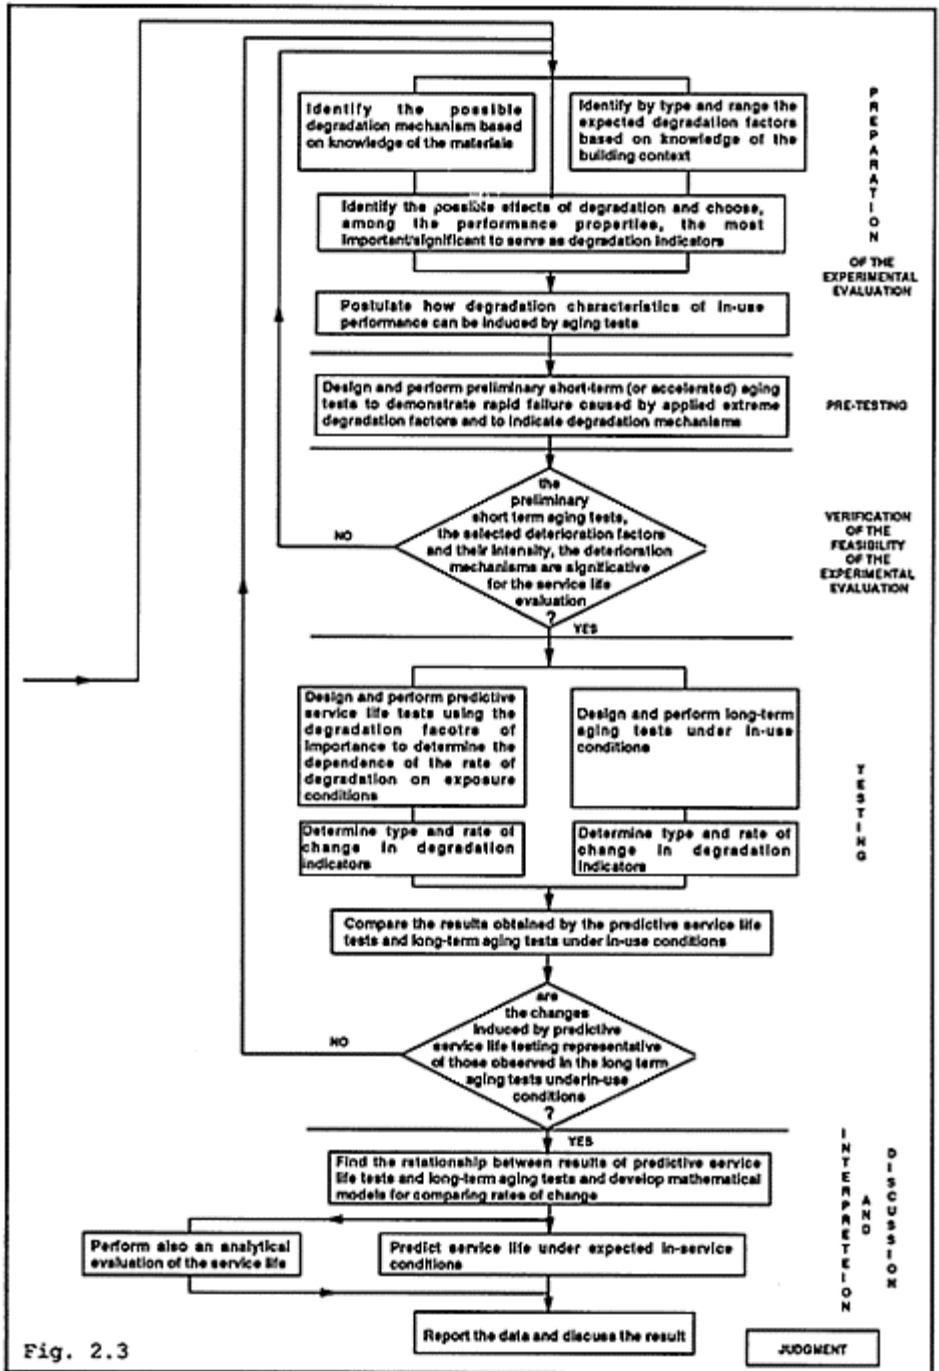 Identify the possible
degradation mechanism based
on knowledge of the materials
Identify by type and range the
expected degradation factors
based on knowledge of the
building context
Identify the possible effects of degradation and choose,
among the performance properties, the most
important/significant to serve as degradation indicators
Postulate how degradation characteristics of in-use
performance can be induced by aging tests
PREPARATION
OF THE
EXPERIMENTAL
EVALUATION
Design and perform preliminary short-term (or accelerated) aging
tests to demonstrate rapid failure caused by applied extreme
degradation factors and to indicate degradation mechanisms
PRE-TESTING
the
preliminary
short term aging tests,
the selected deterioration factors
and their intensity, the deterioration
mechanisms are significative
for the service life
evaluation
?
NO
YES
VERIFICATION
OF THE
FEASIBILITY
OF THE
EXPERIMENTAL
EVALUATION
Design and perform predictive
service life tests using the
degradation facotrs of
importance to determine the
dependence of the rate of
degradation on exposure
conditions
Design and perform long-term
aging tests under in-use
conditions
Determine type and rate of
change in degradation
indicators
Determine type and rate of
change in degradation
indicators
TESTING
Compare the results obtained by the predictive service life
tests and long-term aging tests under in-use conditions
are
the changes
induced by predictive
service life testing representative
of those observed in the long term
aging tests underin-use
conditions
?
NO
YES
Find the relationship between results of predictive service
life tests and long-term aging tests and develop mathematical
models for comparing rates of change
INTERPRETEION
AND
DISCUSSION
Perform also an analytical
evaluation of the service life
Predict service life under expected in-service
conditions
Report the data and discuss the result
JUDGMENT
Fig. 2.3